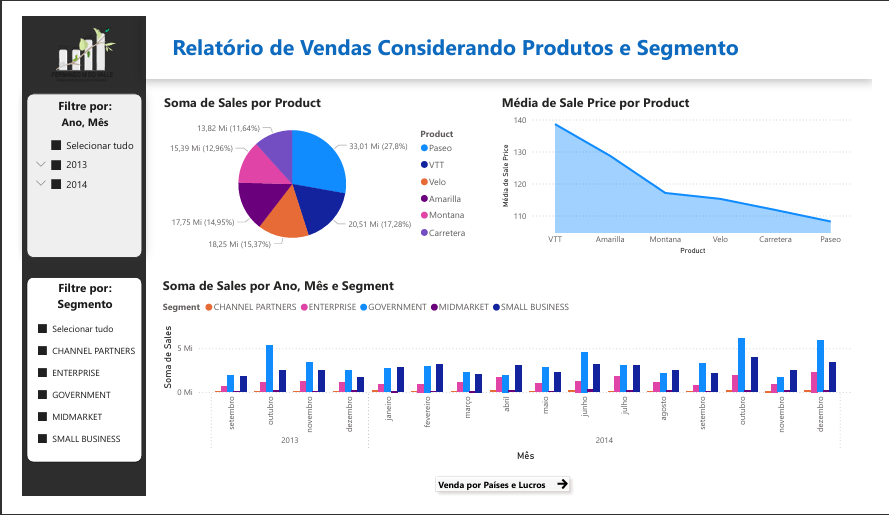 Relatório de Vendas Considerando Produtos e Segmento
Filtre por:
Ano, Mês
Selecionar tudo
2013
2014
Filtre por:
Segmento
Selecionar tudo
CHANNEL PARTNERS
ENTERPRISE
GOVERNMENT
MIDMARKET
SMALL BUSINESS
Soma de Sales por Product
13,82 Mi (11,64%)
15,39 Mi (12,96%)
17,75 Mi (14,95%)
18,25 Mi (15,37%)
33,01 Mi (27,8%)
20,51 Mi (17,28%)
Product
Paseo
VTT
Velo
Amarilla
Montana
Carretera
Média de Sale Price por Product
Média de Sale Price
140
130
120
110
VTT Amarilla Montana Velo Carretera Paseo
Product
Soma de Sales por Ano, Mês e Segment
Segment CHANNEL PARTNERS ENTERPRISE GOVERNMENT MIDMARKET SMALL BUSINESS
Soma de Sales
5 Mi
0 Mi
setembro outubro novembro dezembro janeiro fevereiro março abril maio junho julho agosto setembro outubro novembro dezembro
2013 2014
Mês
Venda por Países e Lucros